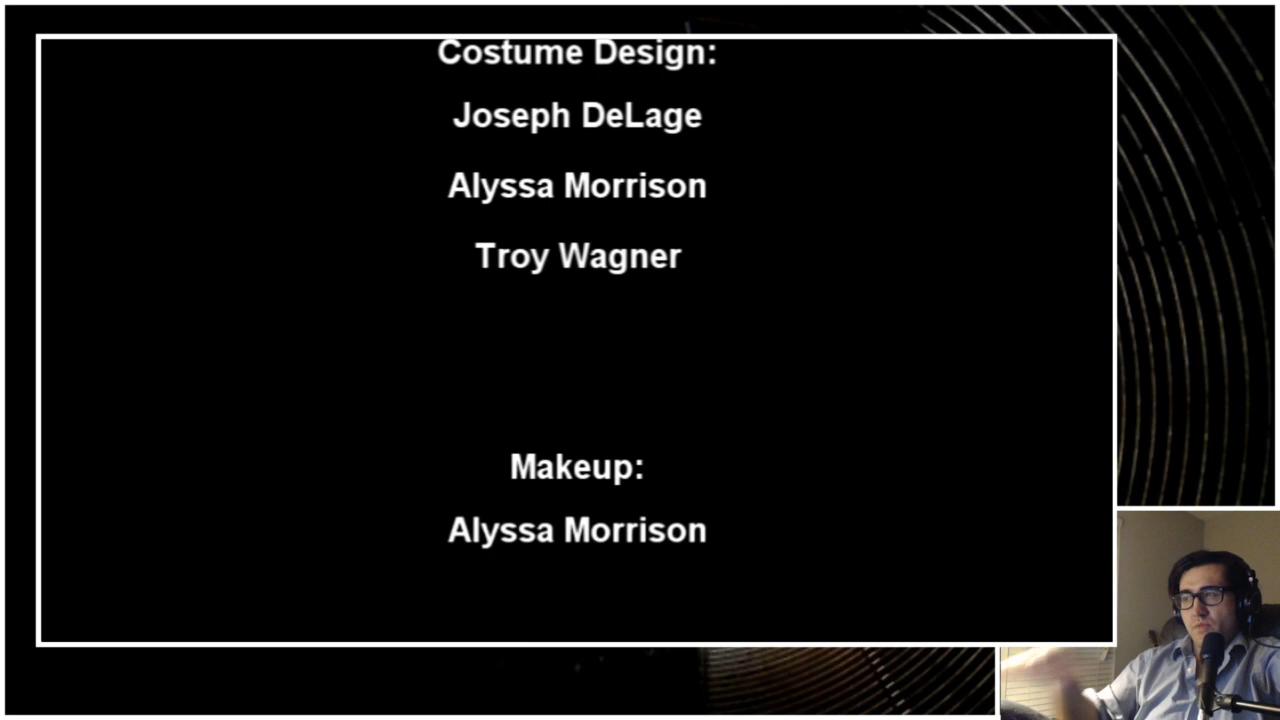 Costume Design:
Joseph DeLage
Alyssa Morrison
Troy Wagner
Makeup:
Alyssa Morrison